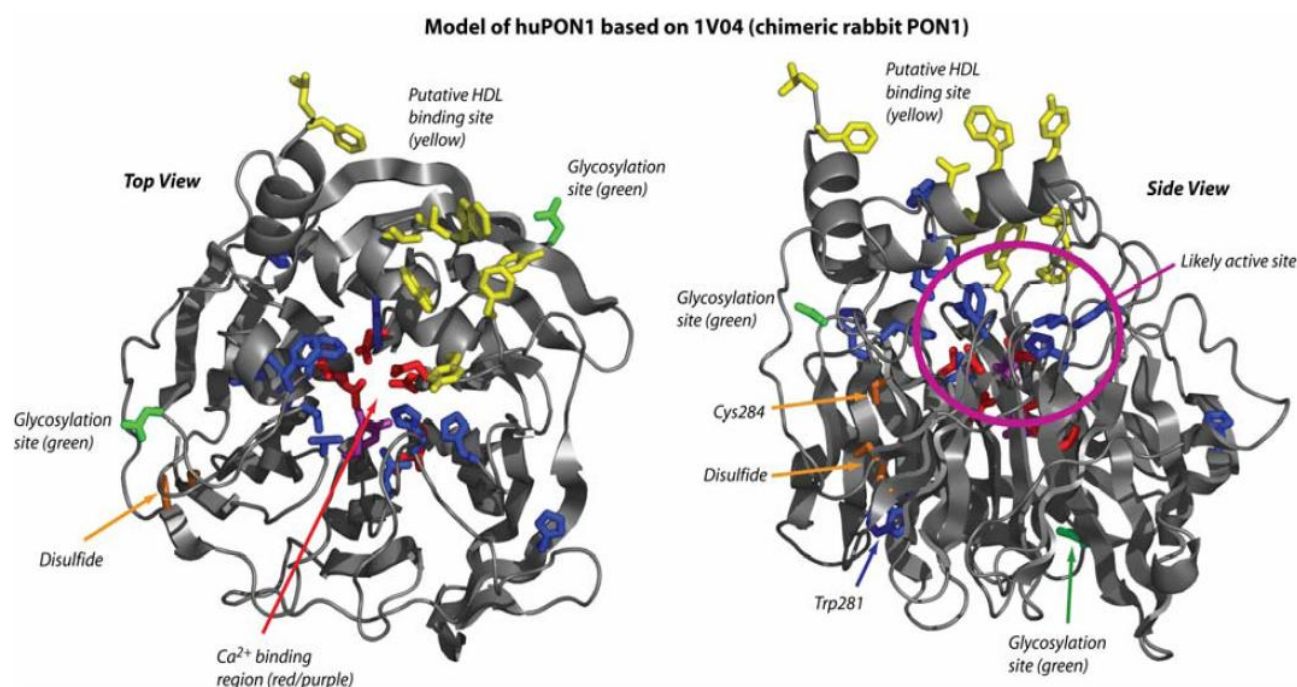 Model of huPON1 based on 1V04 (chimeric rabbit PON1)
Top View
Putative HDL
binding site
(yellow)
Glycosylation
site (green)
Glycosylation
site (green)
Disulfide
Ca²⁺ binding
region (red/purple)
Putative HDL
binding site
(yellow)
Side View
Likely active site
Glycosylation
site (green)
Cys284
Disulfide
Trp281
Glycosylation
site (green)